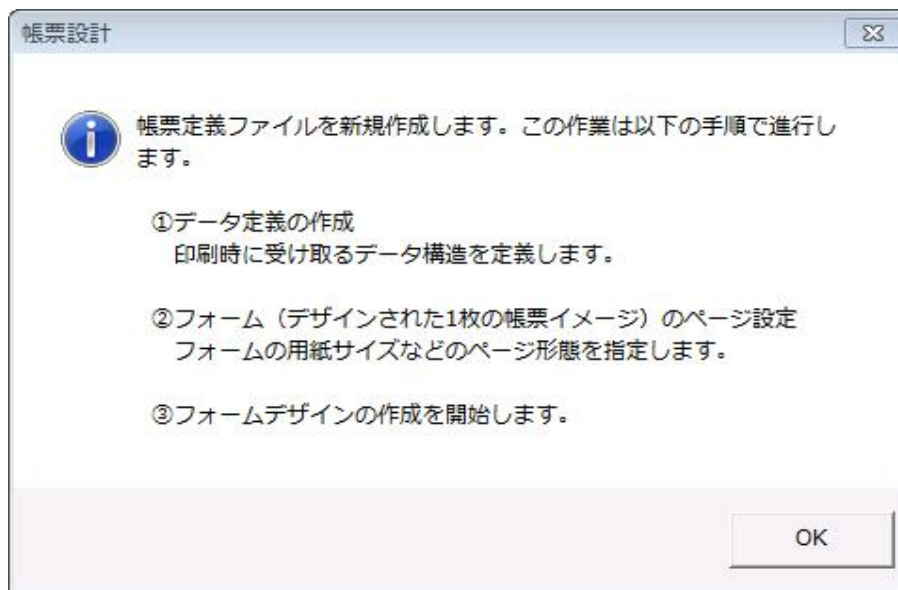 帳票設計
帳票定義ファイルを新規作成します。この作業は以下の手順で進行し
ます。
①データ定義の作成
印刷時に受け取るデータ構造を定義します。
②フォーム（デザインされた1枚の帳票イメージ）のページ設定
フォームの用紙サイズなどのページ形態を指定します。
③フォームデザインの作成を開始します。
OK